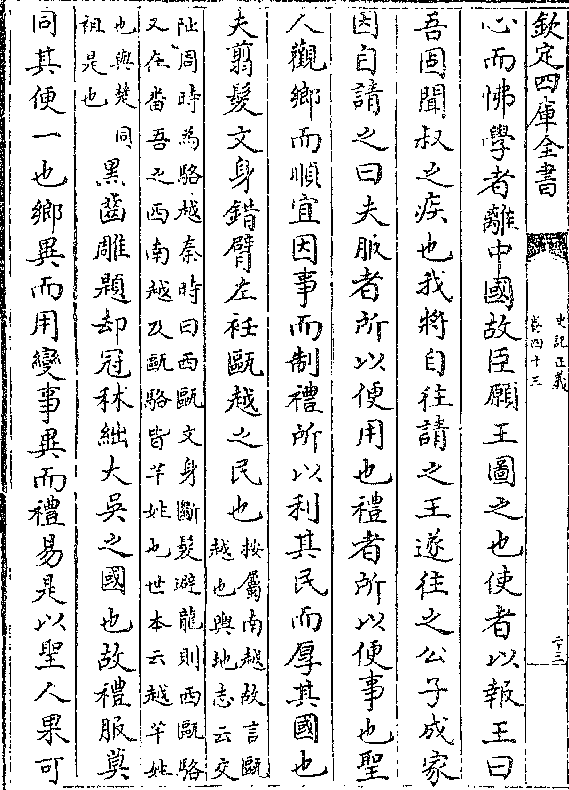 欽定四庫全書
史記正義
卷四十三
二十三
心而怫學者離中國故臣願王圖之也使者以報王曰
吾固聞叔之疾也我將自往請之王遂往之公子成家
因自請之曰夫服者所以便用也禮者所以便事也聖
人觀鄉而順宜因事而制禮所以利其民而厚其國也
夫翦髮文身錯臂左衽甌越之民也按屬南越故言甌
越也輿地志云交
阯周時為駱越秦時曰西甌文身斷髮避龍則西甌駱
又在畨吾之西南越及甌駱皆芊姓也世本云越芊姓
也與楚同
祖是也
黑齒雕題却冠秫絀大吳之國也故禮服莫
同其便一也鄉異而用變事異而禮易是以聖人果可